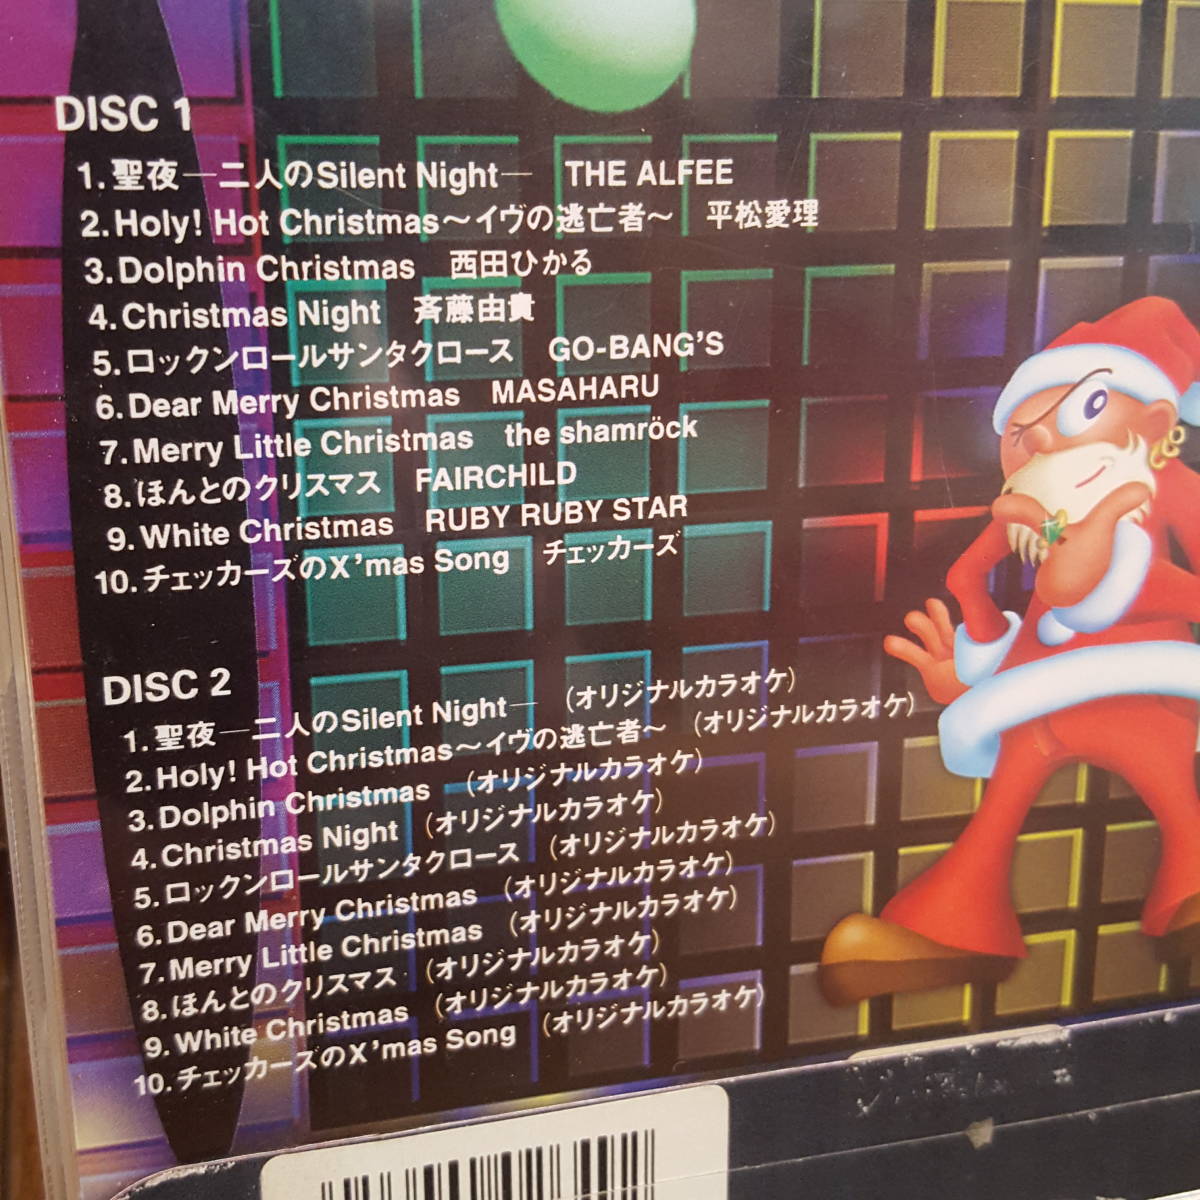 DISC 1
1.聖夜―二人のSilent Night― THE ALFEE
2.Holy! Hot Christmas～イヴの逃亡者～ 平松愛理
3.Dolphin Christmas 西田ひかる
4.Christmas Night 斉藤由貴
5.ロックンロールサンタクロース GO-BANG'S
6.Dear Merry Christmas MASAHARU
7.Merry Little Christmas the shamröck
8.ほんとのクリスマス FAIRCHILD
9.White Christmas RUBY RUBY STAR
10.チェッカーズのX'mas Song チェッカーズ
DISC 2
1.聖夜―二人のSilent Night― (オリジナルカラオケ)
2.Holy! Hot Christmas～イヴの逃亡者～ (オリジナルカラオケ)
3.Dolphin Christmas (オリジナルカラオケ)
4.Christmas Night (オリジナルカラオケ)
5.ロックンロールサンタクロース (オリジナルカラオケ)
6.Dear Merry Christmas (オリジナルカラオケ)
7.Merry Little Christmas (オリジナルカラオケ)
8.ほんとのクリスマス (オリジナルカラオケ)
9.White Christmas (オリジナルカラオケ)
10.チェッカーズのX'mas Song (オリジナルカラオケ)